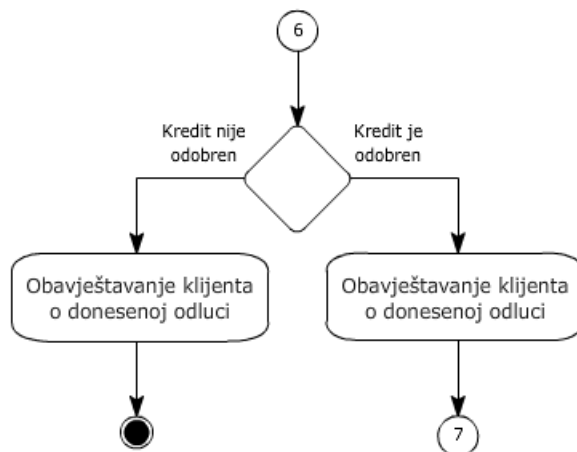 6
Kredit nije
odobren
Kredit je
odobren
Obavještavanje klijenta
o donesenoj odluci
Obavještavanje klijenta
o donesenoj odluci
7